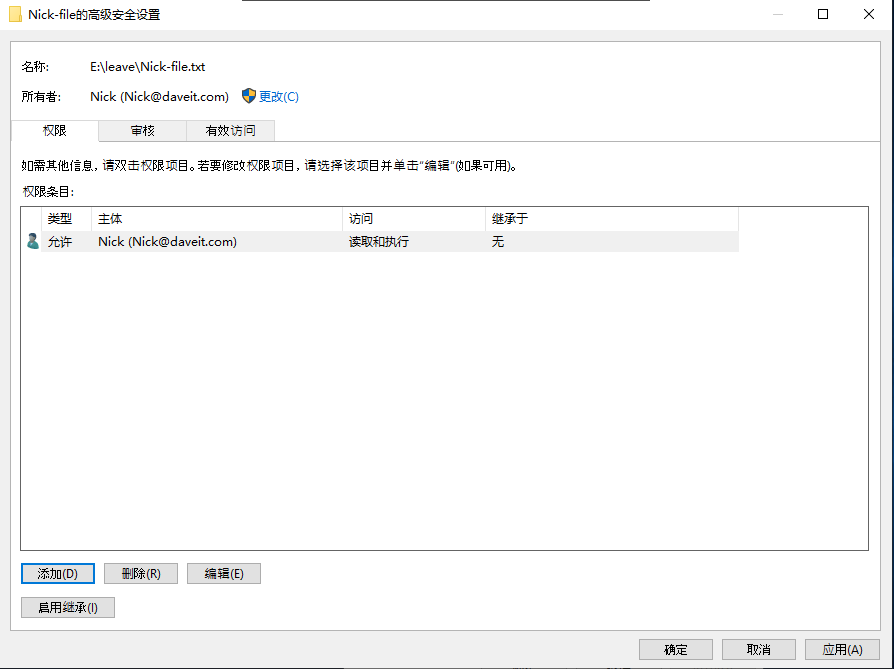 Nick-file的高级安全设置
名称: E:\leave\Nick-file.txt
所有者: Nick (Nick@daveit.com) 更改(C)
权限 审核 有效访问
如需其他信息，请双击权限项目。若要修改权限项目，请选择该项目并单击“编辑”(如果可用)。
权限条目:
类型 主体 访问 继承于
允许 Nick (Nick@daveit.com) 读取和执行 无
添加(D) 删除(R) 编辑(E)
启用继承(I)
确定 取消 应用(A)